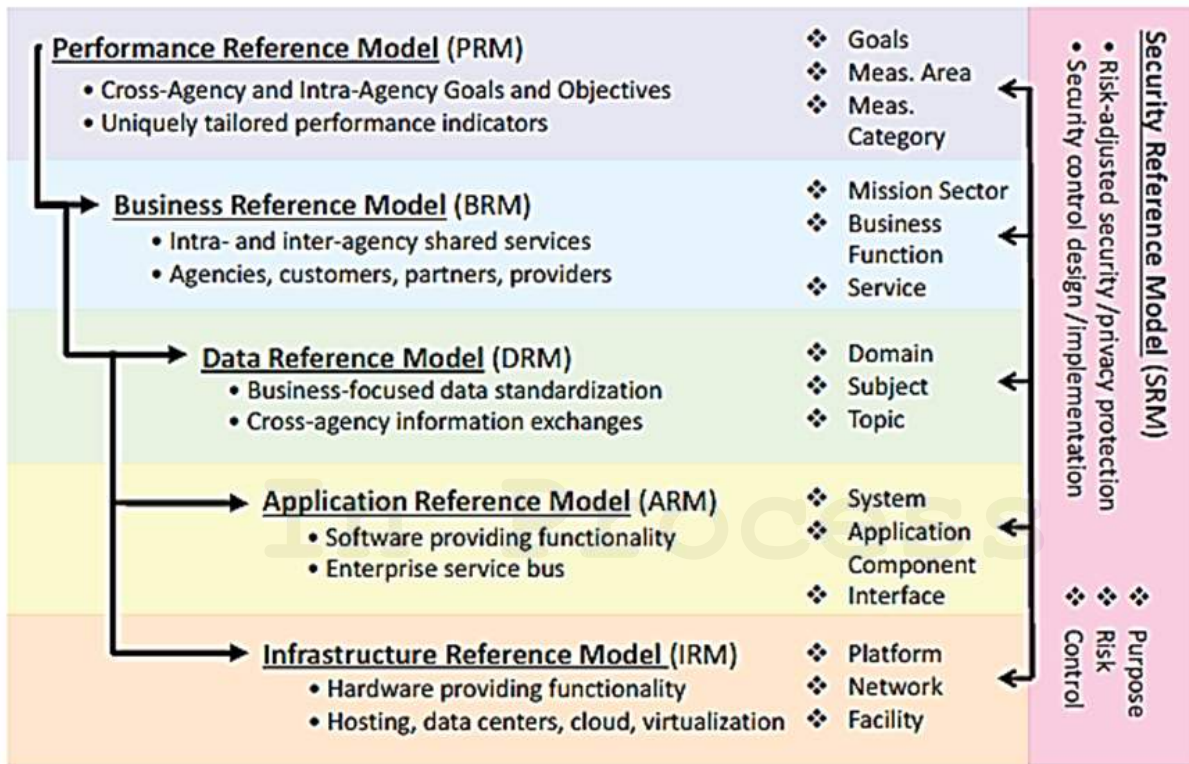 Performance Reference Model (PRM)
• Cross-Agency and Intra-Agency Goals and Objectives
• Uniquely tailored performance indicators
❖ Goals
❖ Meas. Area
❖ Meas.
Category
Business Reference Model (BRM)
• Intra- and inter-agency shared services
• Agencies, customers, partners, providers
❖ Mission Sector
❖ Business
Function
❖ Service
Data Reference Model (DRM)
• Business-focused data standardization
• Cross-agency information exchanges
❖ Domain
❖ Subject
❖ Topic
Application Reference Model (ARM)
• Software providing functionality
• Enterprise service bus
❖ System
❖ Application
Component
❖ Interface
In Process
Infrastructure Reference Model (IRM)
• Hardware providing functionality
• Hosting, data centers, cloud, virtualization
❖ Platform
❖ Network
❖ Facility
Security Reference Model (SRM)
• Risk-adjusted security/privacy protection
• Security control design/implementation
❖ Purpose
❖ Risk
❖ Control